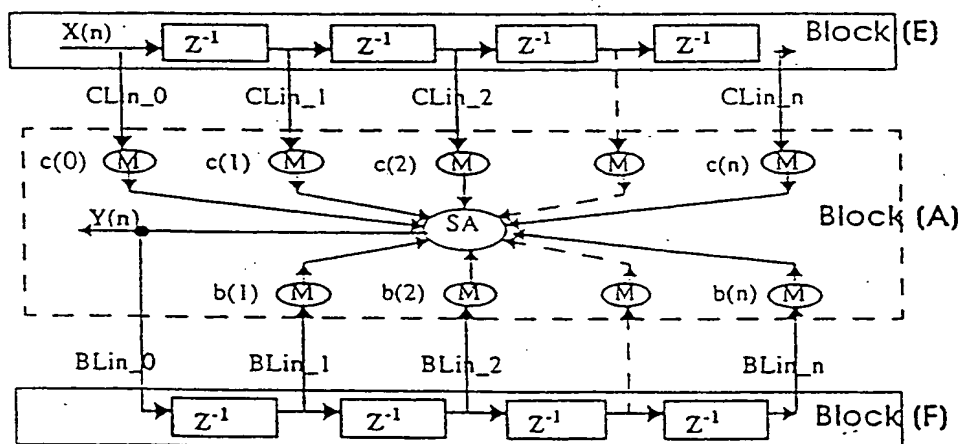 X(n) Z⁻¹ Z⁻¹ Z⁻¹ Z⁻¹ Block (E)
CLin_0 CLin_1 CLin_2 CLin_n
c(0) M c(1) M c(2) M M c(n) M
Y(n) SA Block (A)
b(1) M b(2) M M b(n) M
BLin_0 BLin_1 BLin_2 BLin_n
Z⁻¹ Z⁻¹ Z⁻¹ Z⁻¹ Block (F)